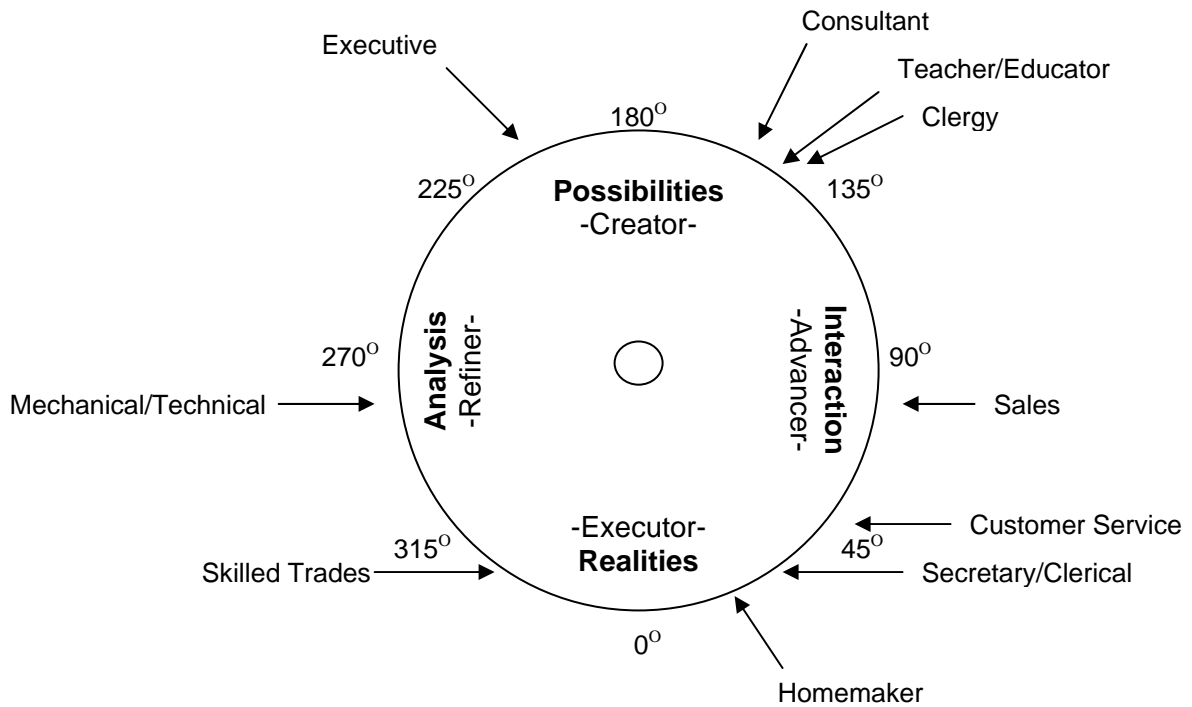 Consultant
Executive
Teacher/Educator
Clergy
180°
225°
135°
Possibilities
-Creator-
Analysis
-Refiner-
Interaction
-Advancer-
270°
90°
Mechanical/Technical
Sales
-Executor-
Realities
Customer Service
315°
45°
Skilled Trades
Secretary/Clerical
0°
Homemaker